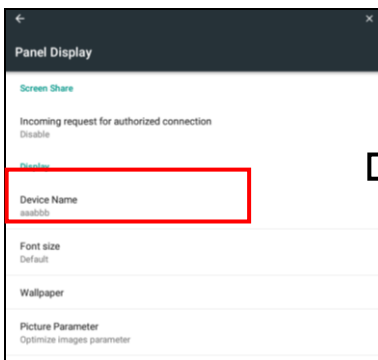 Panel Display
Screen Share
Incoming request for authorized connection
Disable
Display
Device Name
aaabbb
Font size
Default
Wallpaper
Picture Parameter
Optimize images parameter